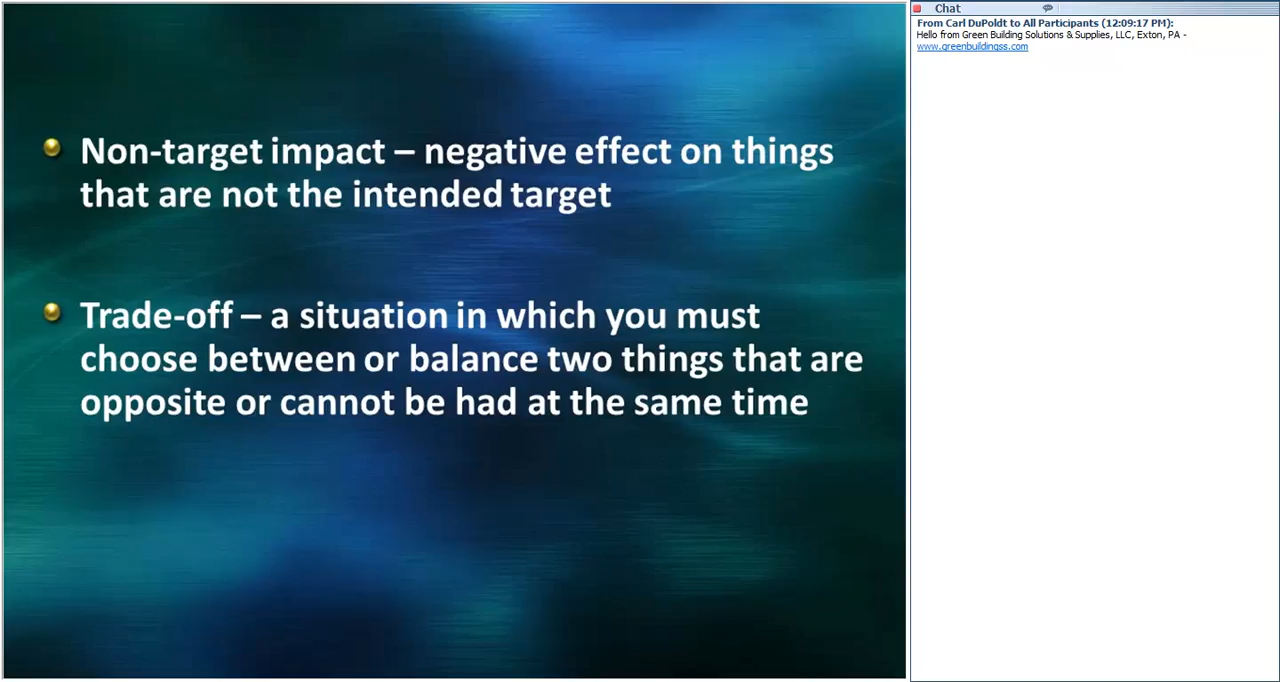 Non-target impact – negative effect on things
that are not the intended target
Trade-off – a situation in which you must
choose between or balance two things that are
opposite or cannot be had at the same time
Chat
From Carl DuPoldt to All Participants (12:09:17 PM):
Hello from Green Building Solutions & Supplies, LLC, Exton, PA -
www.greenbuildingss.com